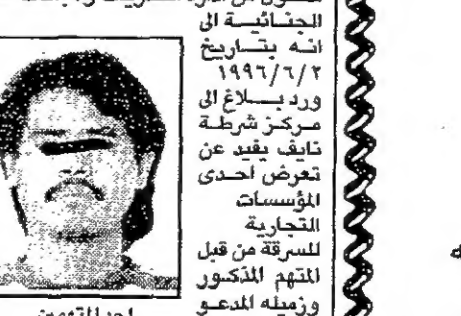 الجنائية الى
انه بتاريخ
١٩٩٦/٦/٢
ورد بلاغ الى
مركز شرطة
نايف يفيد عن
تعرض احدى
المؤسسات
التجارية
للسرقة من قبل
المتهم المذكور
وزميله المدعو
احد المتهمين